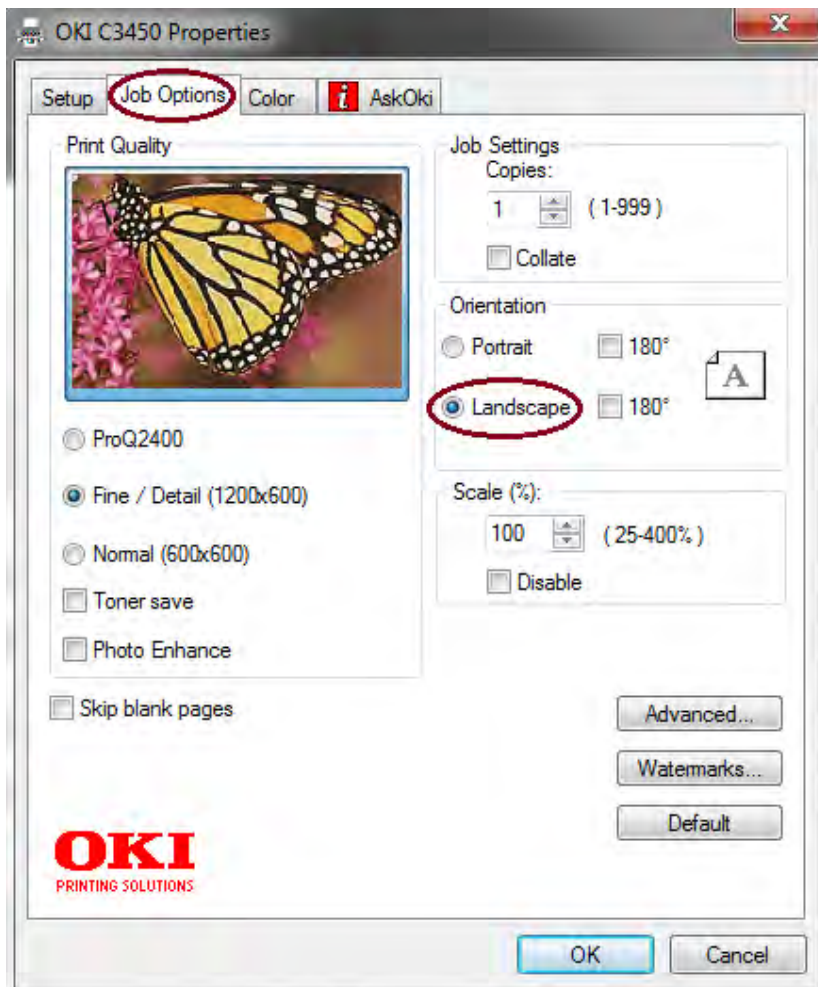 OKI C3450 Properties
Setup Job Options Color i AskOki
Print Quality
ProQ2400
Fine / Detail (1200x600)
Normal (600x600)
Toner save
Photo Enhance
Skip blank pages
Job Settings
Copies:
1 (1-999)
Collate
Orientation
Portrait 180°
Landscape 180°
A
Scale (%):
100 (25-400%)
Disable
Advanced...
Watermarks...
Default
OKI
PRINTING SOLUTIONS
OK Cancel